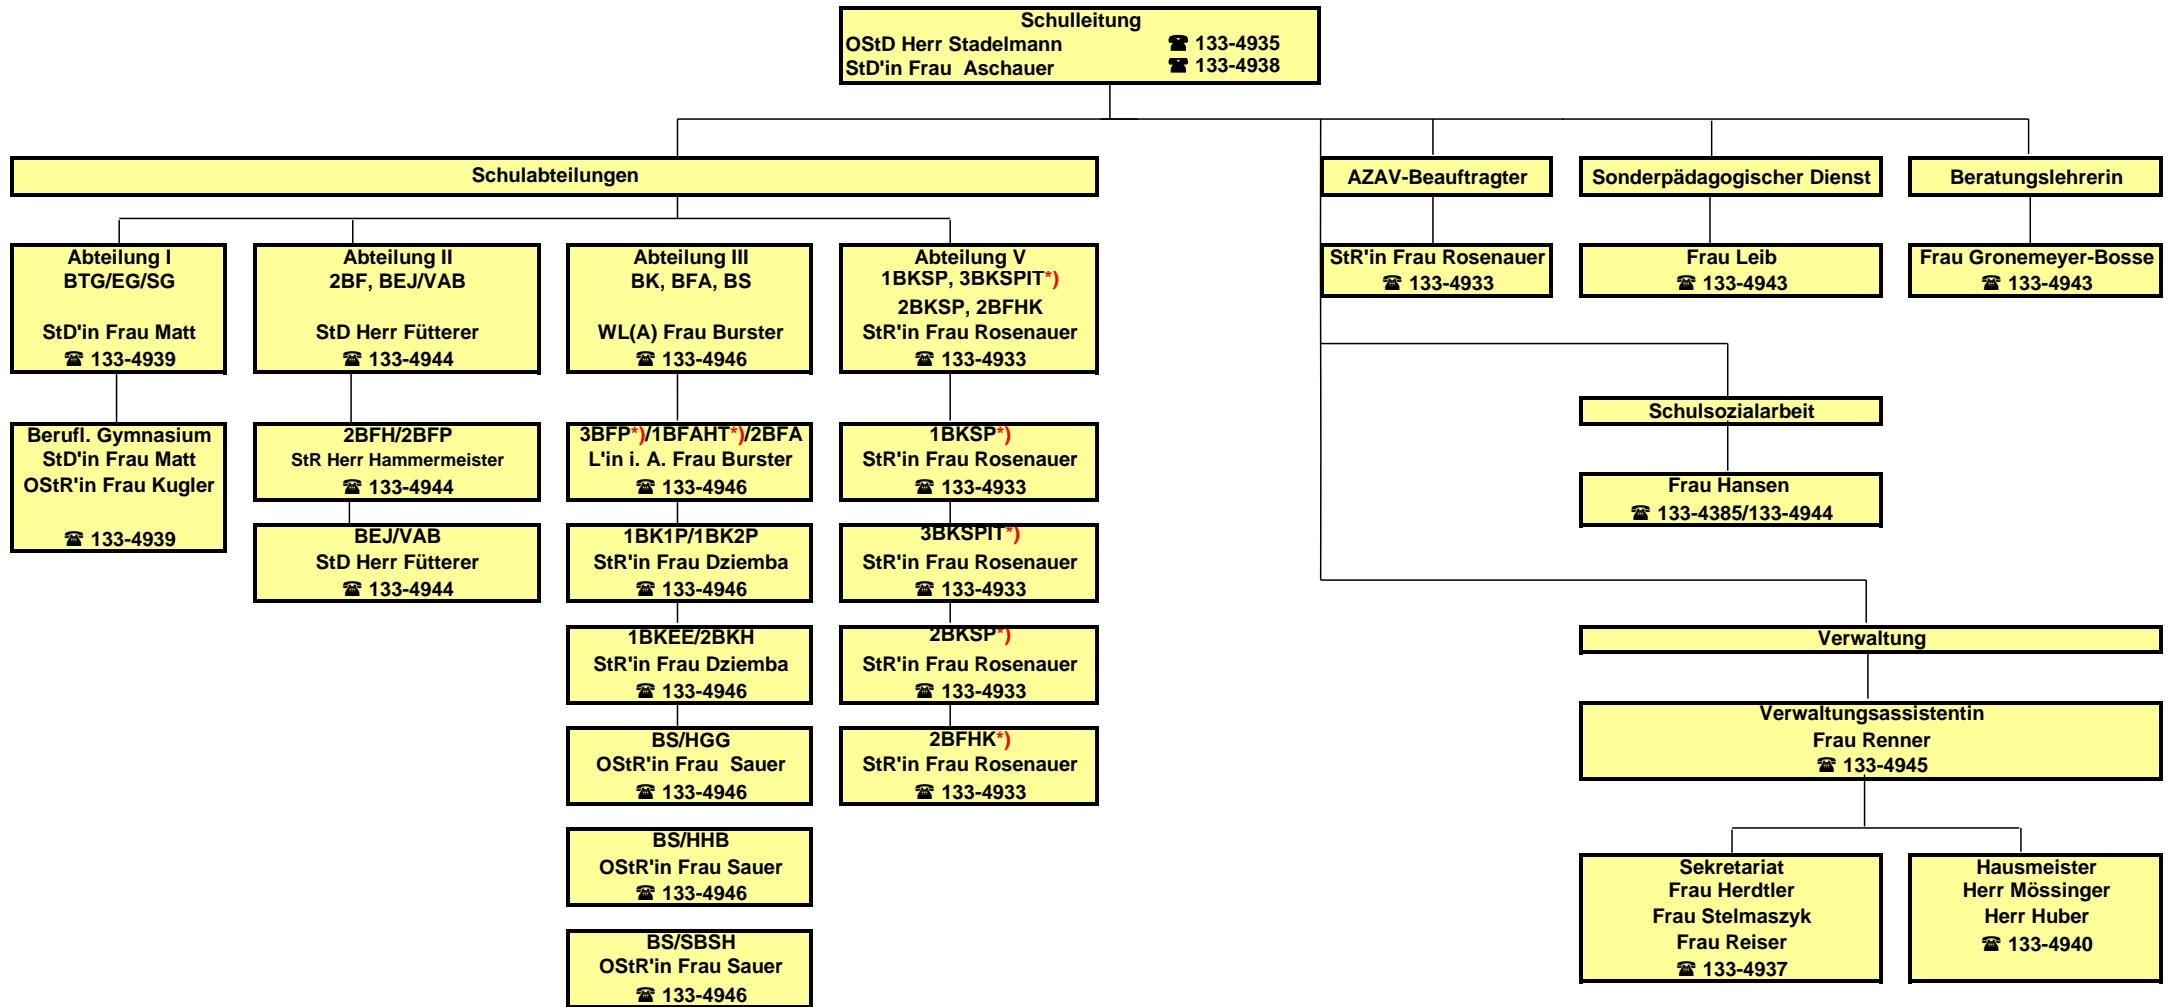 Schulleitung
OStD Herr Stadelmann ☎ 133-4935
StD'in Frau Aschauer ☎ 133-4938
Schulabteilungen
AZAV-Beauftragter
Sonderpädagogischer Dienst
Beratungslehrerin
Abteilung I
BTG/EG/SG
StD'in Frau Matt
☎ 133-4939
Abteilung II
2BF, BEJ/VAB
StD Herr Fütterer
☎ 133-4944
Abteilung III
BK, BFA, BS
WL(A) Frau Burster
☎ 133-4946
Abteilung V
1BKSP, 3BKSPIT*)
2BKSP, 2BFHK
StR'in Frau Rosenauer
☎ 133-4933
StR'in Frau Rosenauer
☎ 133-4933
Frau Leib
☎ 133-4943
Frau Gronemeyer-Bosse
☎ 133-4943
Berufl. Gymnasium
StD'in Frau Matt
OStR'in Frau Kugler
☎ 133-4939
2BFH/2BFP
StR Herr Hammermeister
☎ 133-4944
BEJ/VAB
StD Herr Fütterer
☎ 133-4944
3BFP*)/1BFAHT*)/2BFA
L'in i. A. Frau Burster
☎ 133-4946
1BK1P/1BK2P
StR'in Frau Dziemba
☎ 133-4946
1BKEE/2BKH
StR'in Frau Dziemba
☎ 133-4946
BS/HGG
OStR'in Frau Sauer
☎ 133-4946
BS/HHB
OStR'in Frau Sauer
☎ 133-4946
BS/SBSH
OStR'in Frau Sauer
☎ 133-4946
1BKSP*)
StR'in Frau Rosenauer
☎ 133-4933
3BKSPIT*)
StR'in Frau Rosenauer
☎ 133-4933
2BKSP*)
StR'in Frau Rosenauer
☎ 133-4933
2BFHK*)
StR'in Frau Rosenauer
☎ 133-4933
Schulsozialarbeit
Frau Hansen
☎ 133-4385/133-4944
Verwaltung
Verwaltungsassistentin
Frau Renner
☎ 133-4945
Sekretariat
Frau Herdtler
Frau Stelmaszyk
Frau Reiser
☎ 133-4937
Hausmeister
Herr Mössinger
Herr Huber
☎ 133-4940